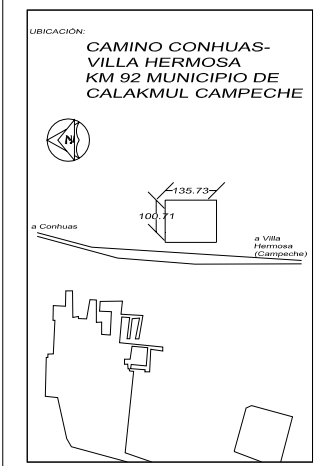 UBICACIÓN:
CAMINO CONHUAS-
VILLA HERMOSA
KM 92 MUNICIPIO DE
CALAKMUL CAMPECHE
N
135.73
100.71
a Conhuas
a Villa
Hermosa
(Campeche)